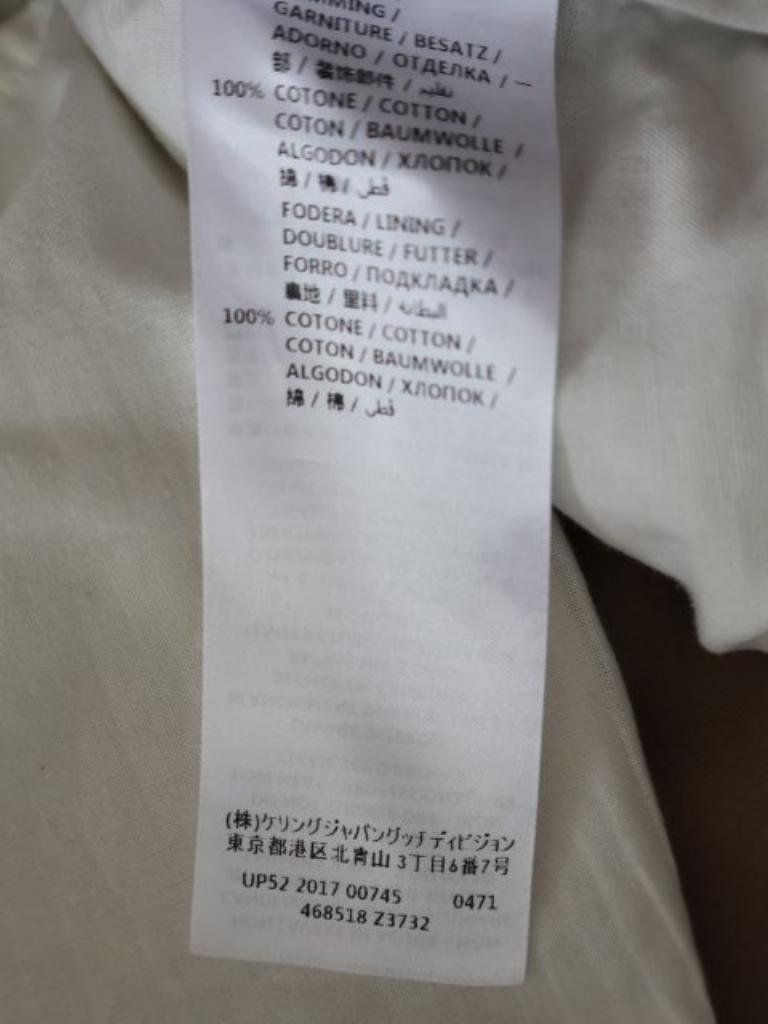 MMING /
GARNITURE / BESATZ /
ADORNO / ОТДЕЛКА / —
部 / 装饰部件 / تقليم
100% COTONE / COTTON /
COTON / BAUMWOLLE /
ALGODON / ХЛОПОК /
綿 / 棉 / قطن
FODERA / LINING /
DOUBLURE / FUTTER /
FORRO / ПОДКЛАДКА /
裏地 / 里料 / البطانه
100% COTONE / COTTON /
COTON / BAUMWOLLE /
ALGODON / ХЛОПОК /
綿 / 棉 / قطن
(株)ケリングジャパングッチディビジョン
東京都港区北青山 3丁目6番7号
UP52 2017 00745 0471
468518 Z3732